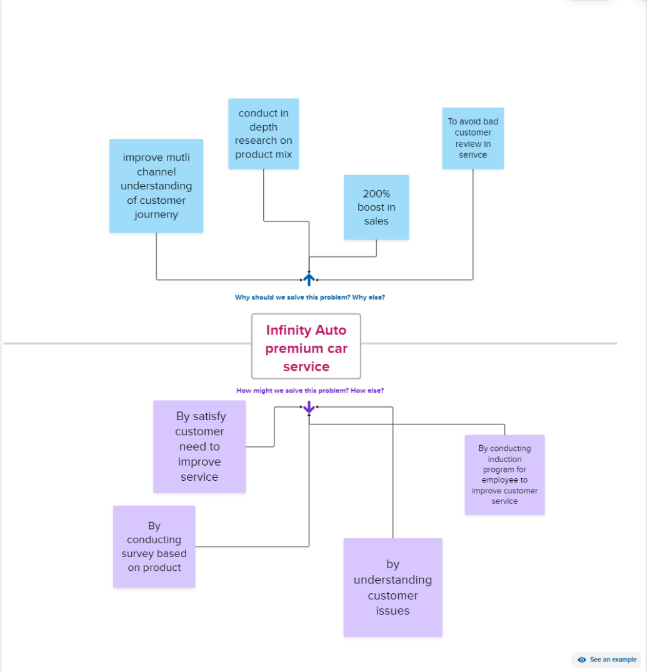 conduct in
depth
research on
product mix
To avoid bad
customer
review in
serivce
improve mutli
channel
understanding
of customer
journeny
200%
boost in
sales
Why should we solve this problem? Why else?
Infinity Auto
premium car
service
How might we solve this problem? How else?
By satisfy
customer
need to
improve
service
By conducting
induction
program for
employee to
improve customer
service
By
conducting
survey based
on product
by
understanding
customer
issues
See an example